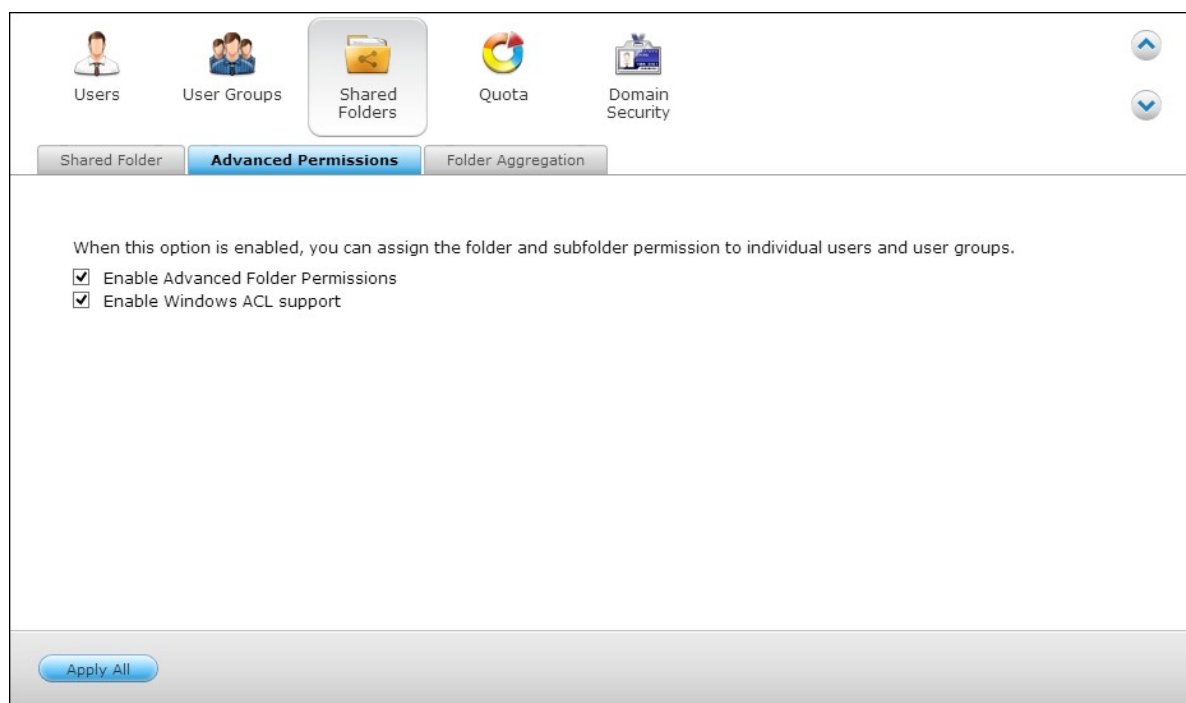 Users
User Groups
Shared
Folders
Quota
Domain
Security
Shared Folder
Advanced Permissions
Folder Aggregation
When this option is enabled, you can assign the folder and subfolder permission to individual users and user groups.
Enable Advanced Folder Permissions
Enable Windows ACL support
Apply All